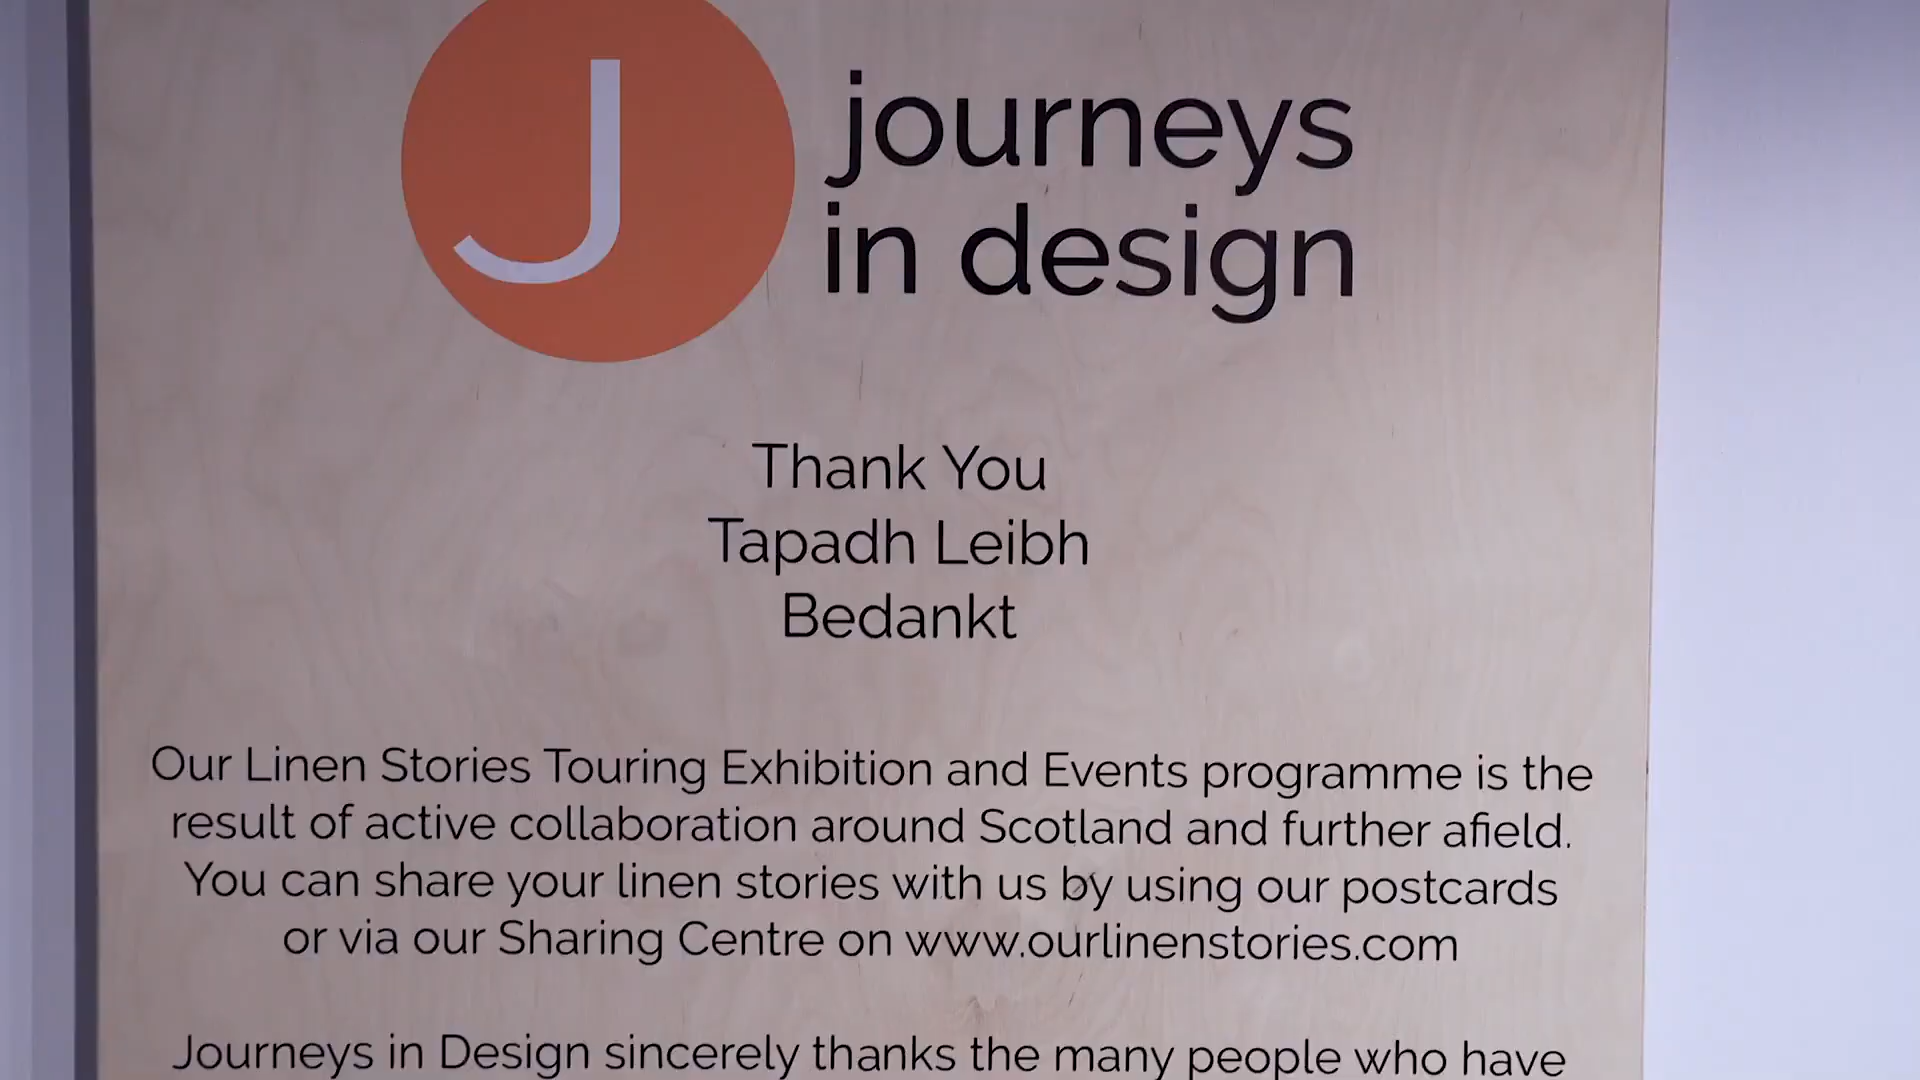 J
journeys
in design
Thank You
Tapadh Leibh
Bedankt
Our Linen Stories Touring Exhibition and Events programme is the
result of active collaboration around Scotland and further afield.
You can share your linen stories with us by using our postcards
or via our Sharing Centre on www.ourlinenstories.com
Journeys in Design sincerely thanks the many people who have